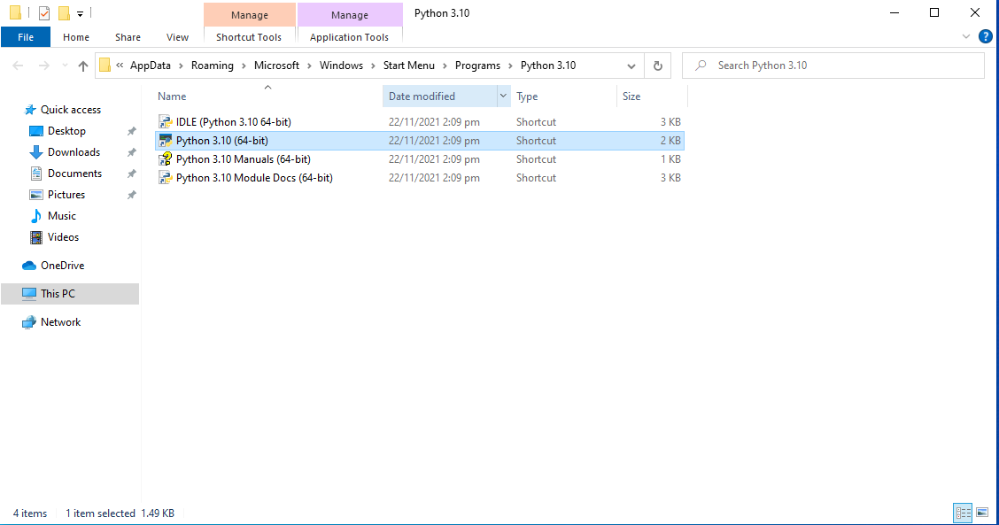 Manage Manage Python 3.10
File Home Share View Shortcut Tools Application Tools ?
« AppData › Roaming › Microsoft › Windows › Start Menu › Programs › Python 3.10 Search Python 3.10
Name Date modified Type Size
Quick access
Desktop
Downloads
Documents
Pictures
Music
Videos
OneDrive
This PC
Network
IDLE (Python 3.10 64-bit) 22/11/2021 2:09 pm Shortcut 3 KB
Python 3.10 (64-bit) 22/11/2021 2:09 pm Shortcut 2 KB
Python 3.10 Manuals (64-bit) 22/11/2021 2:09 pm Shortcut 1 KB
Python 3.10 Module Docs (64-bit) 22/11/2021 2:09 pm Shortcut 3 KB
4 items 1 item selected 1.49 KB